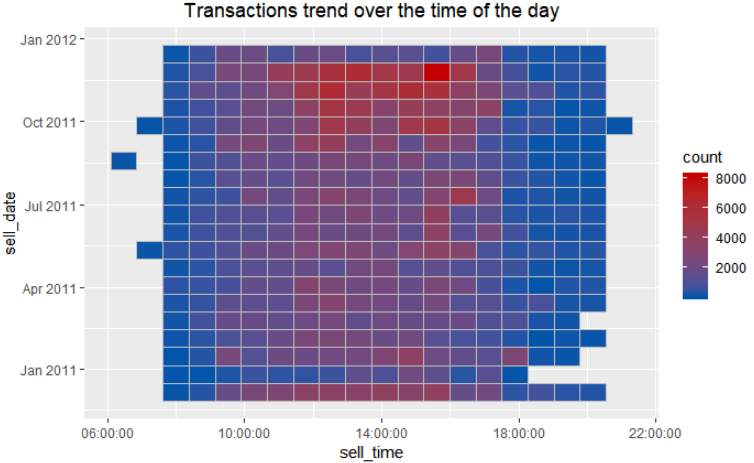 Transactions trend over the time of the day
sell_date
Jan 2012
Oct 2011
Jul 2011
Apr 2011
Jan 2011
06:00:00
10:00:00
14:00:00
18:00:00
22:00:00
sell_time
count
8000
6000
4000
2000